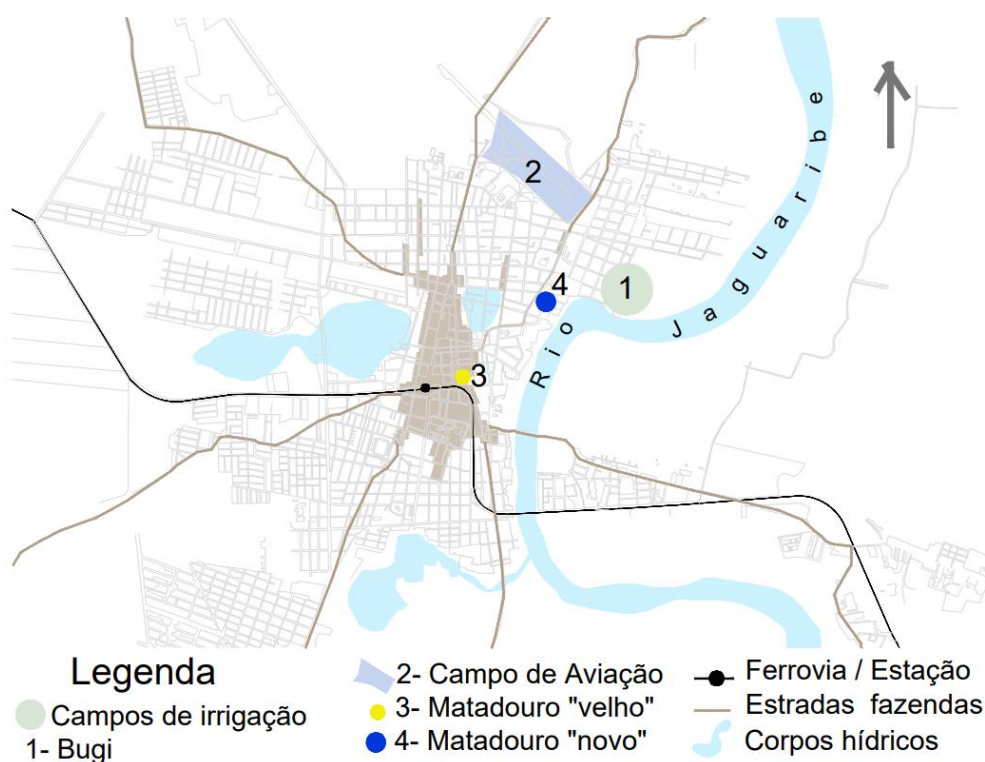 2
4
1
Rio Jaguaribe
3
Legenda
Campos de irrigação
1- Bugi
2- Campo de Aviação
3- Matadouro "velho"
4- Matadouro "novo"
Ferrovia / Estação
Estradas fazendas
Corpos hídricos